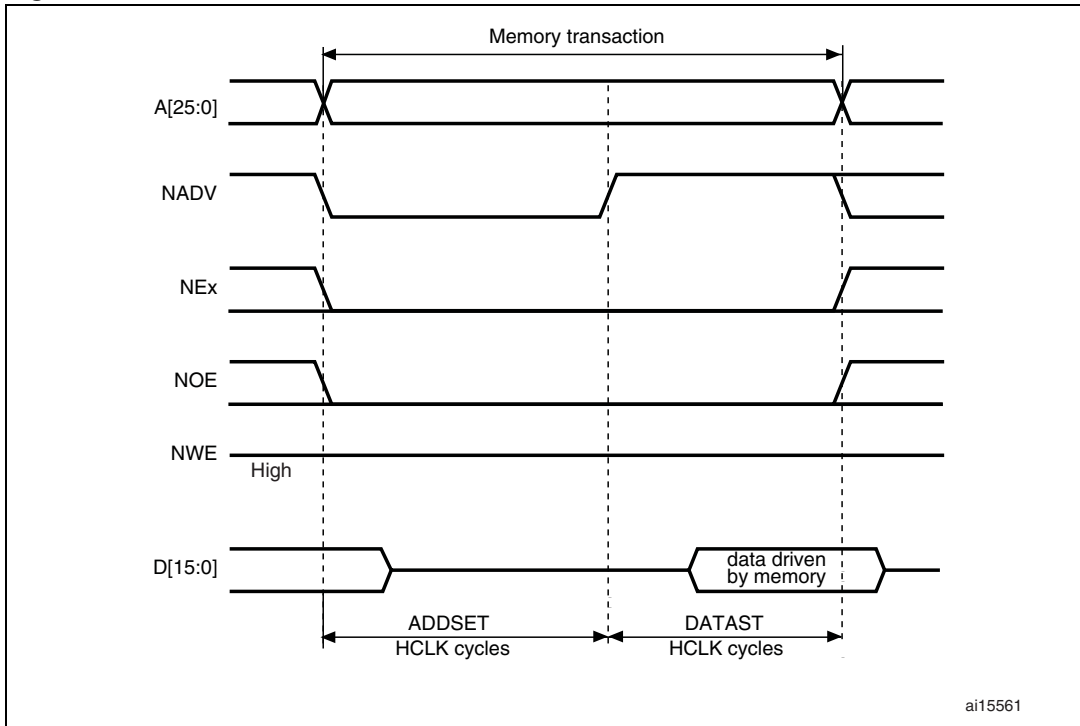 Memory transaction
A[25:0]
NADV
NEx
NOE
NWE
High
D[15:0]
data driven
by memory
ADDSET
HCLK cycles
DATAST
HCLK cycles
ai15561